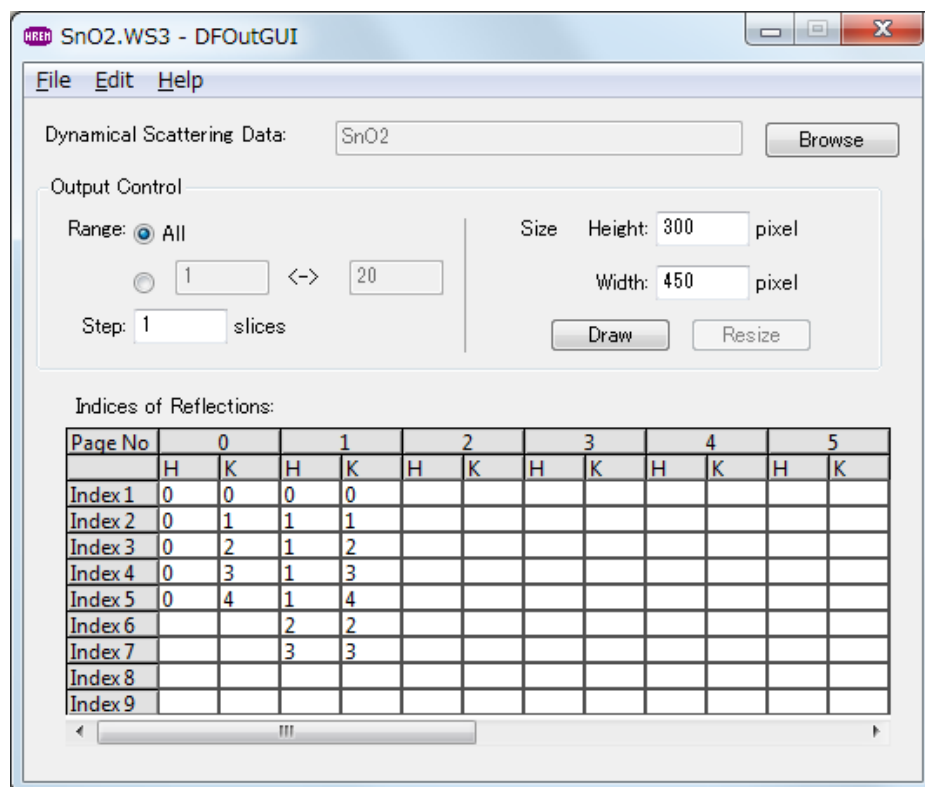 HREM SnO2.WS3 - DFOutGUI
File Edit Help
Dynamical Scattering Data: SnO2 Browse
Output Control
Range: All Size Height: 300 pixel
1 <-> 20 Width: 450 pixel
Step: 1 slices Draw Resize
Indices of Reflections:
Page No 0 1 2 3 4 5
H K H K H K H K H K H K
Index 1 0 0 0 0
Index 2 0 1 1 1
Index 3 0 2 1 2
Index 4 0 3 1 3
Index 5 0 4 1 4
Index 6 2 2
Index 7 3 3
Index 8
Index 9